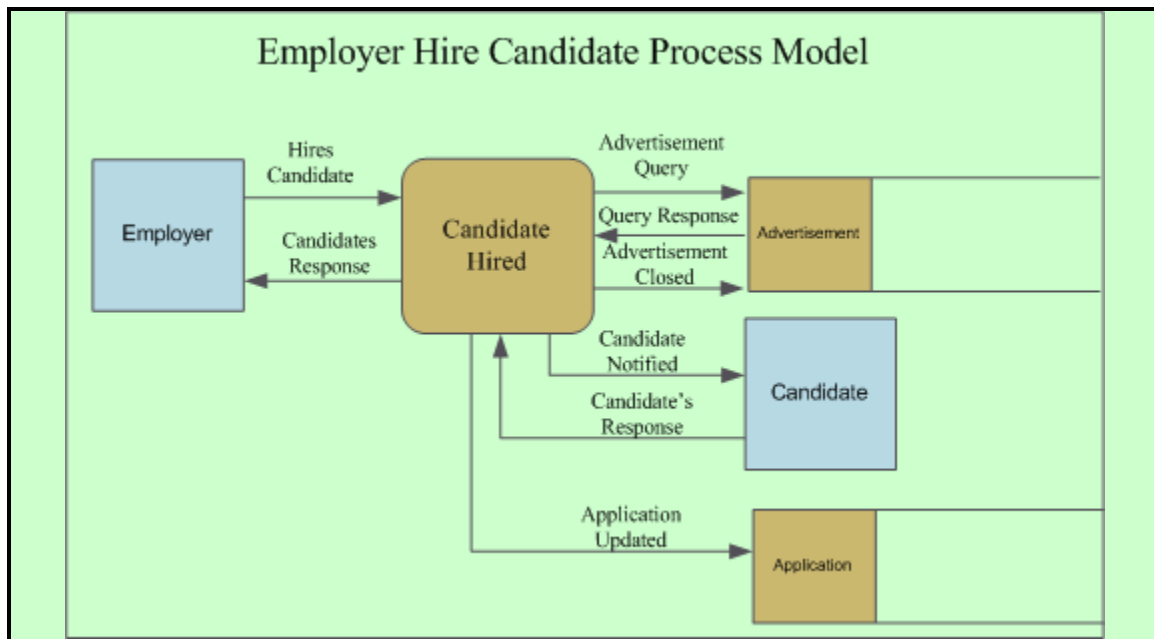 Employer Hire Candidate Process Model
Hires
Candidate
Employer
Candidates
Response
Candidate
Hired
Advertisement
Query
Query Response
Advertisement
Closed
Advertisement
Candidate
Notified
Candidate's
Response
Candidate
Application
Updated
Application